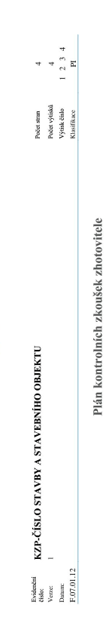 Evidenční číslo: KZP-ČÍSLO STAVBY A STAVEBNÍHO OBJEKTU Počet stran 4
Verze: 1 Počet výtisků 4
Datum: Výtisk číslo 1 2 3 4
F.07.01.12 Klasifikace PI
Plán kontrolních zkoušek zhotovitele